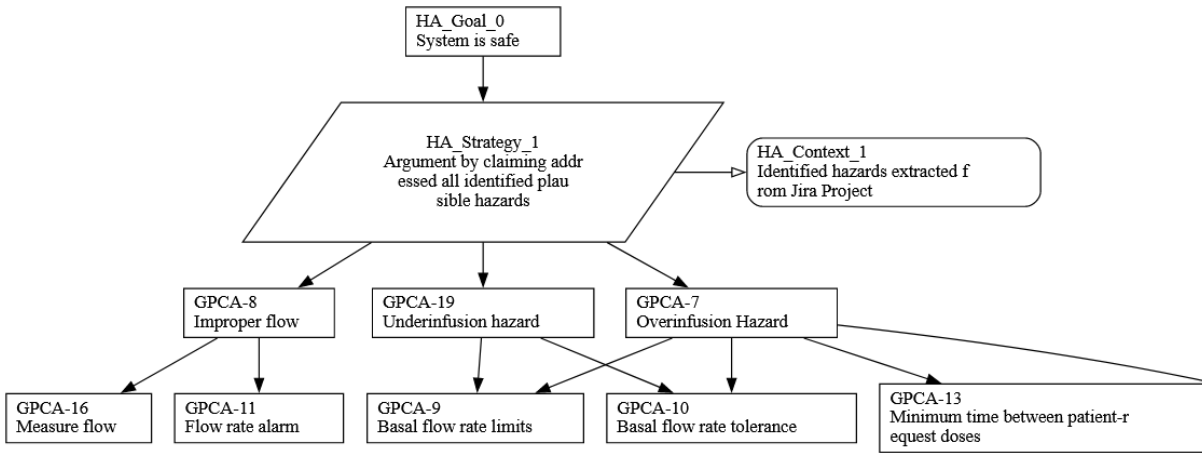 HA_Goal_0
System is safe
HA_Strategy_1
Argument by claiming addr
essed all identified plau
sible hazards
HA_Context_1
Identified hazards extracted f
rom Jira Project
GPCA-8
Improper flow
GPCA-19
Underinfusion hazard
GPCA-7
Overinfusion Hazard
GPCA-16
Measure flow
GPCA-11
Flow rate alarm
GPCA-9
Basal flow rate limits
GPCA-10
Basal flow rate tolerance
GPCA-13
Minimum time between patient-r
equest doses